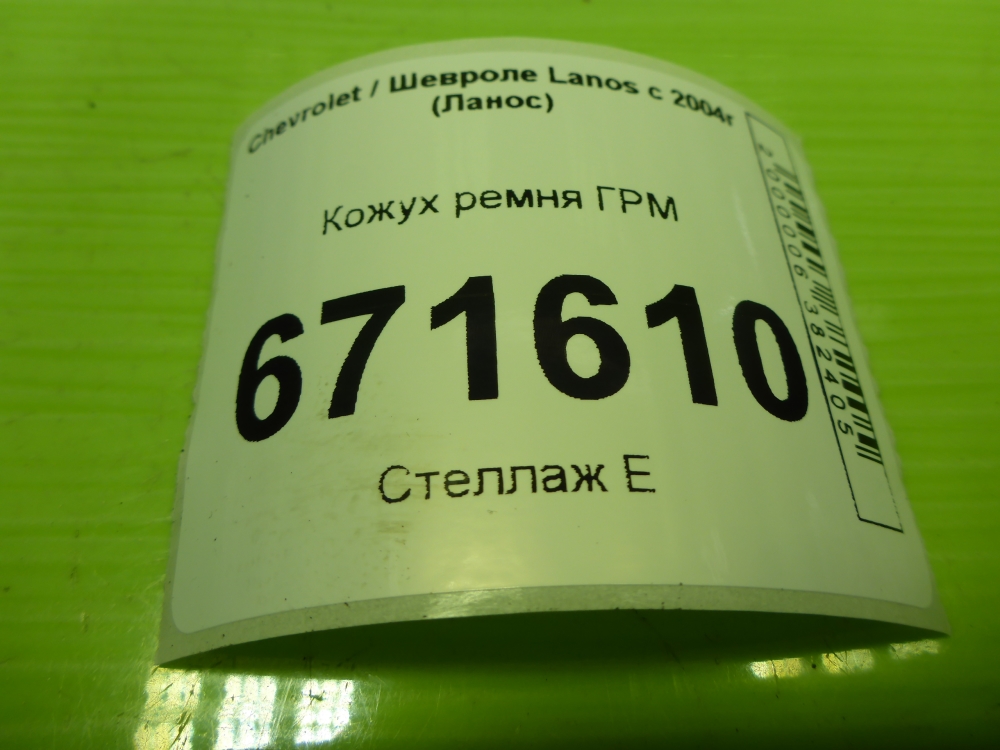 Chevrolet / Шевроле Lanos с 2004г
(Ланос)
Кожух ремня ГРМ
671610
Стеллаж Е
2000006382405